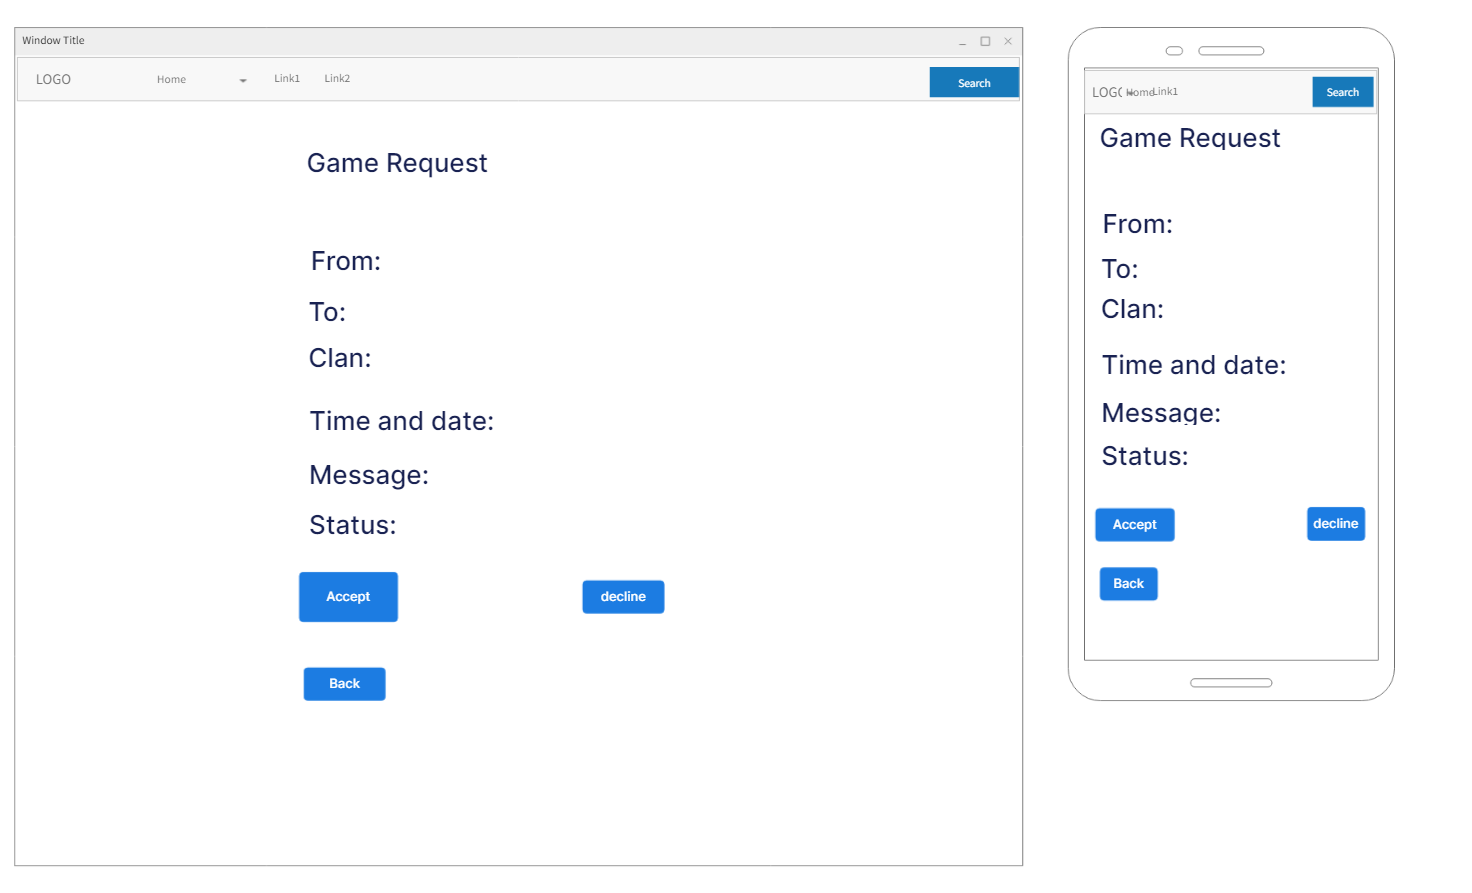 Window Title
LOGO Home Link1 Link2 Search
Game Request
From:
To:
Clan:
Time and date:
Message:
Status:
Accept decline
Back
LOGO Home Link1 Search
Game Request
From:
To:
Clan:
Time and date:
Message:
Status:
Accept decline
Back